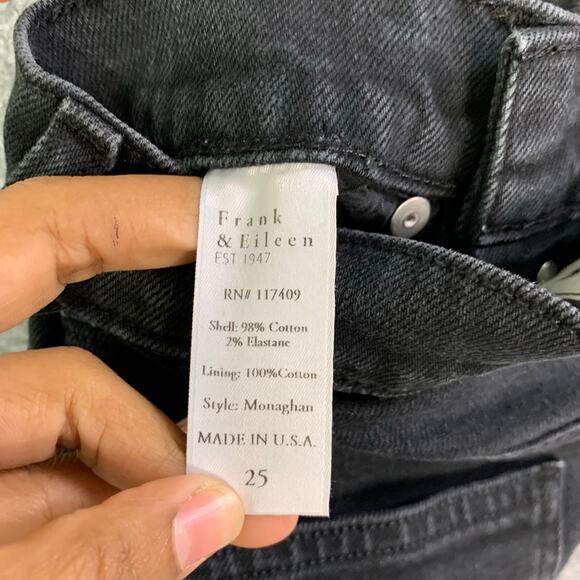 Frank
& Eileen
EST 1947
RN# 117409
Shell: 98% Cotton
2% Elastane
Lining: 100%Cotton
Style: Monaghan
MADE IN U.S.A.
25